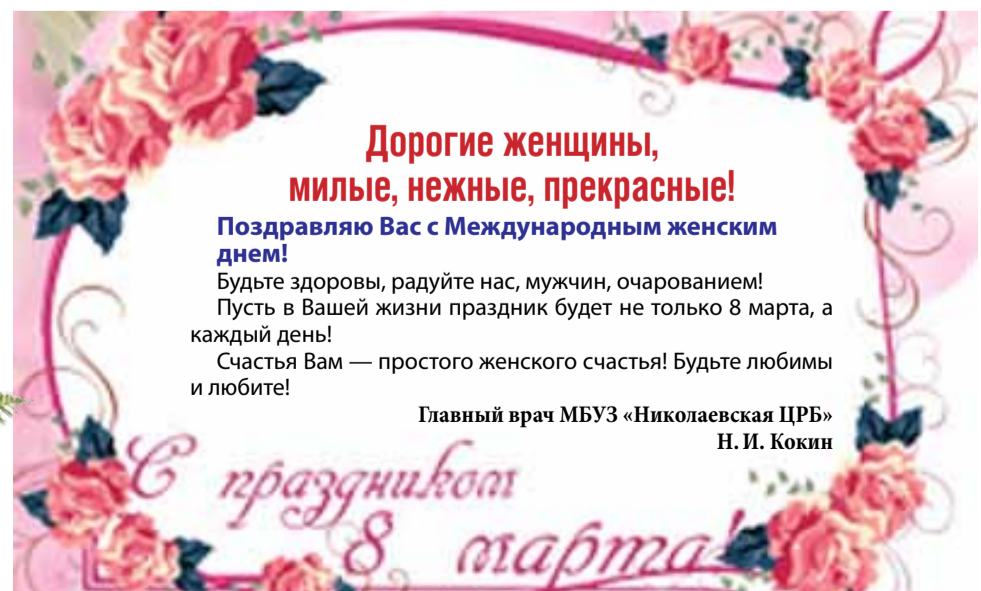 Дорогие женщины,
милые, нежные, прекрасные!
Поздравляю Вас с Международным женским
днем!
Будьте здоровы, радуйте нас, мужчин, очарованием!
Пусть в Вашей жизни праздник будет не только 8 марта, а
каждый день!
Счастья Вам — простого женского счастья! Будьте любимы
и любите!
Главный врач МБУЗ «Николаевская ЦРБ»
Н. И. Кокин
С праздником
8 марта!